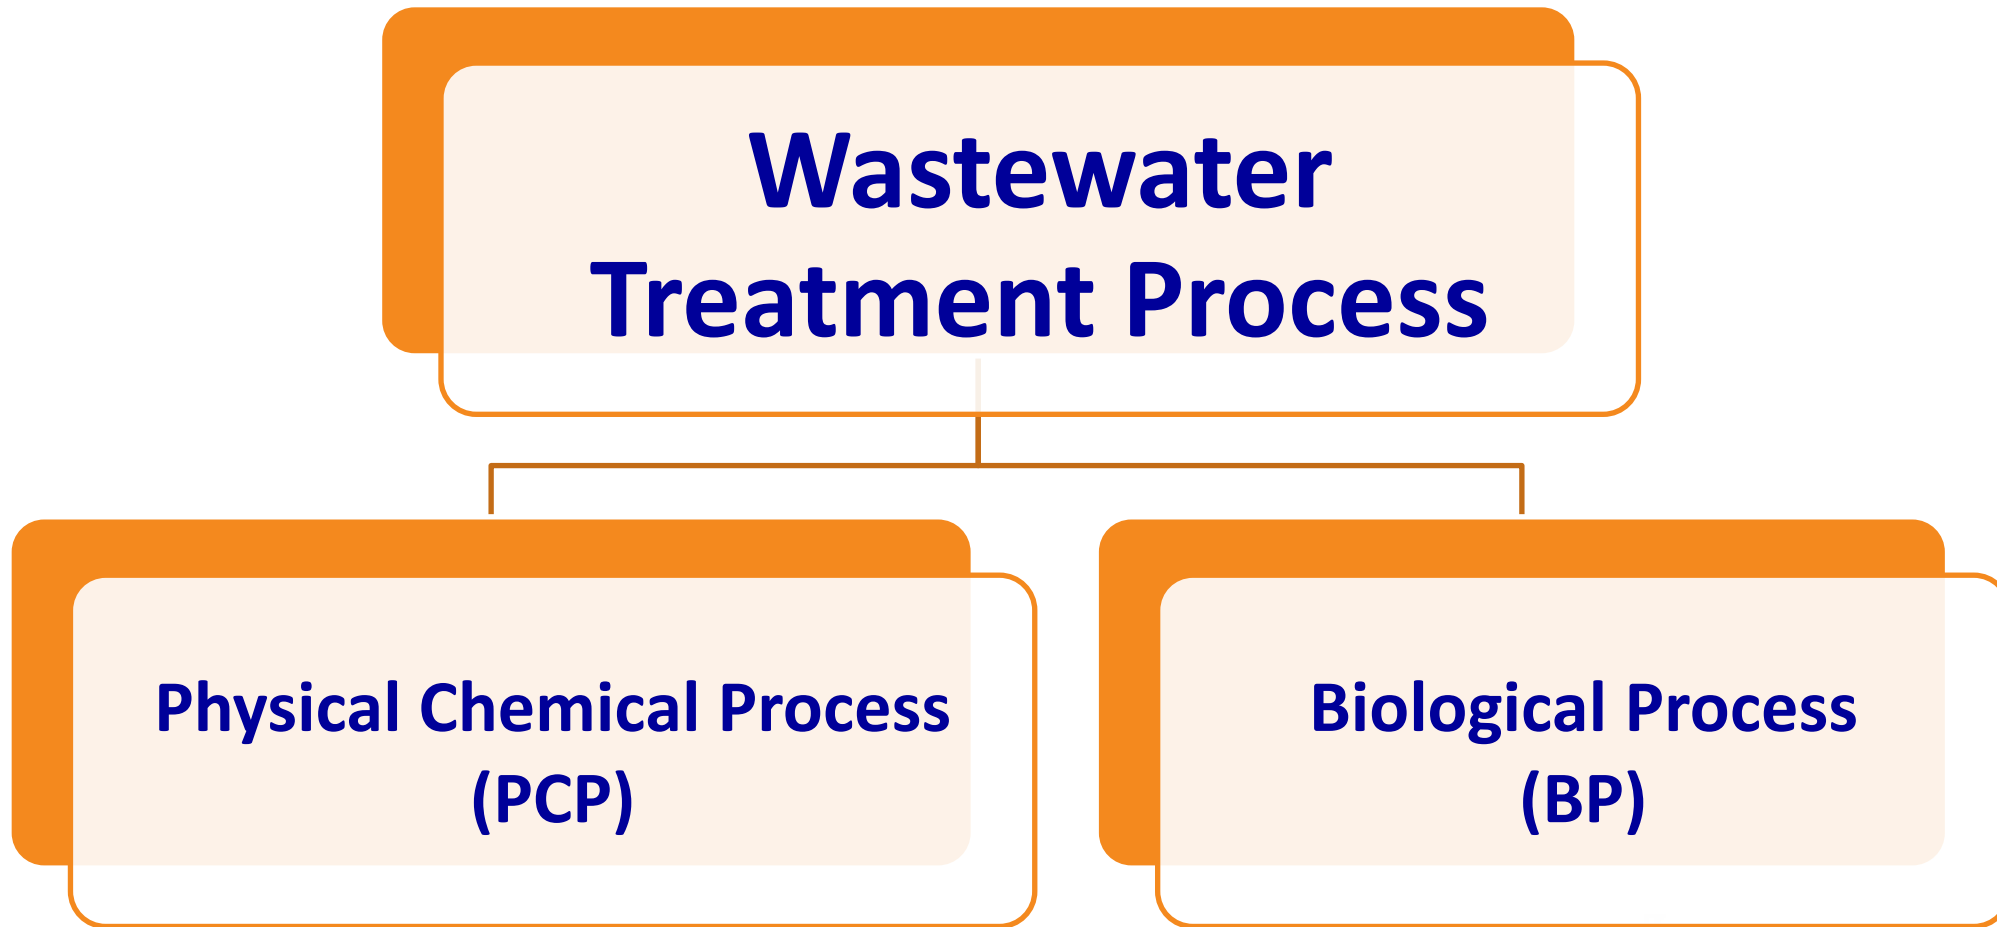 Wastewater
Treatment Process
Physical Chemical Process
(PCP)
Biological Process
(BP)